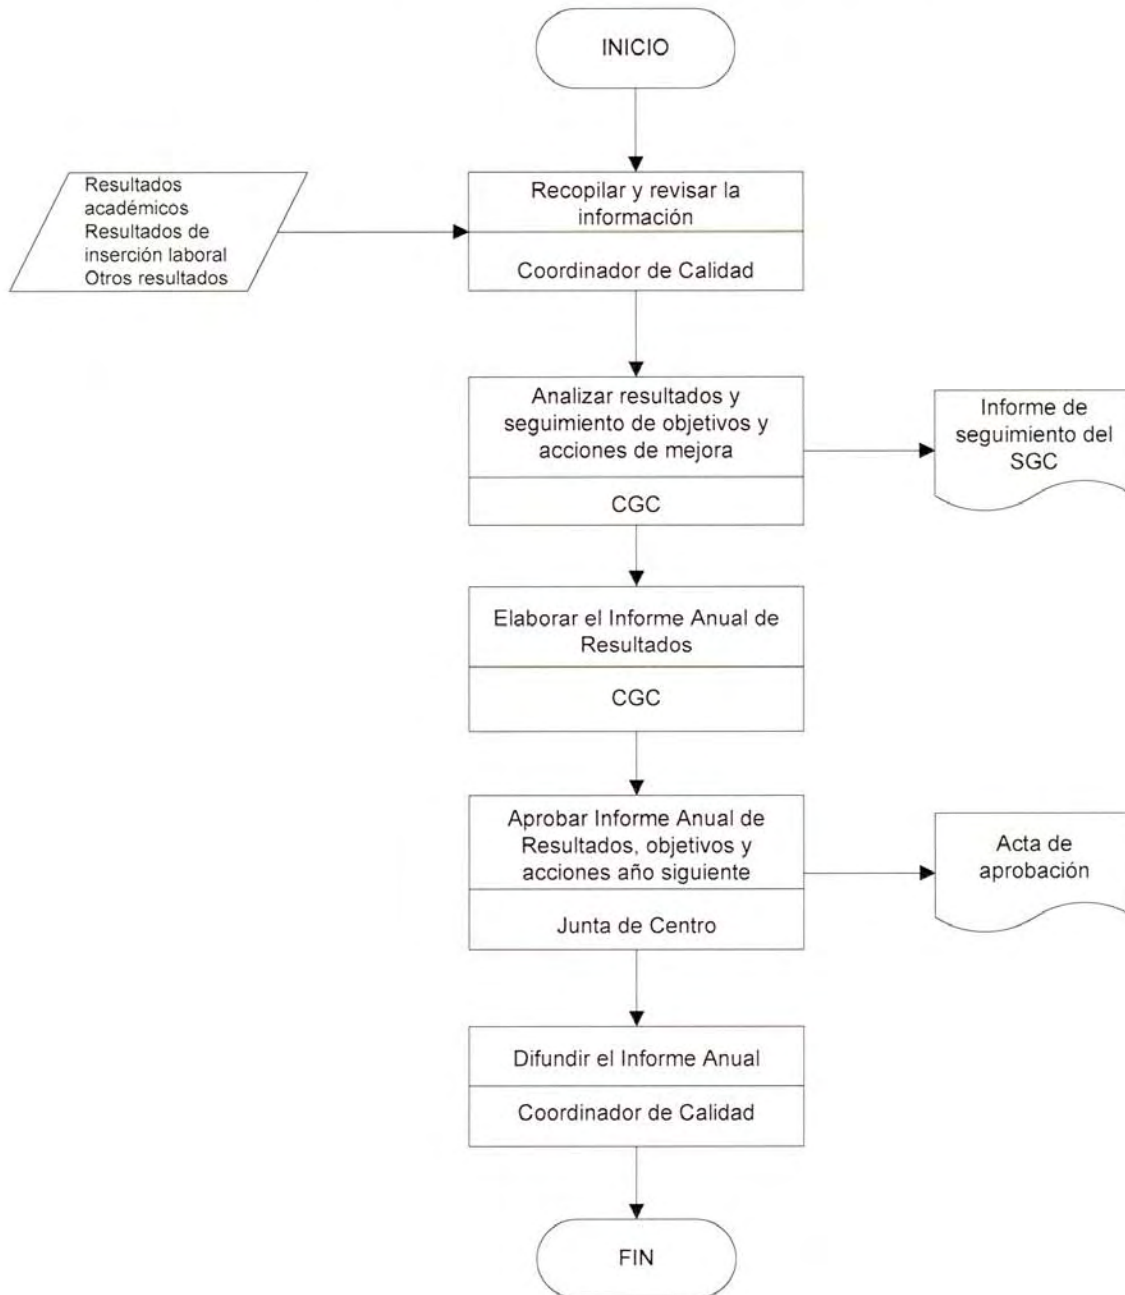 INICIO
Resultados
académicos
Resultados de
inserción laboral
Otros resultados
Recopilar y revisar la
información
Coordinador de Calidad
Analizar resultados y
seguimiento de objetivos y
acciones de mejora
CGC
Informe de
seguimiento del
SGC
Elaborar el Informe Anual de
Resultados
CGC
Aprobar Informe Anual de
Resultados, objetivos y
acciones año siguiente
Junta de Centro
Acta de
aprobación
Difundir el Informe Anual
Coordinador de Calidad
FIN